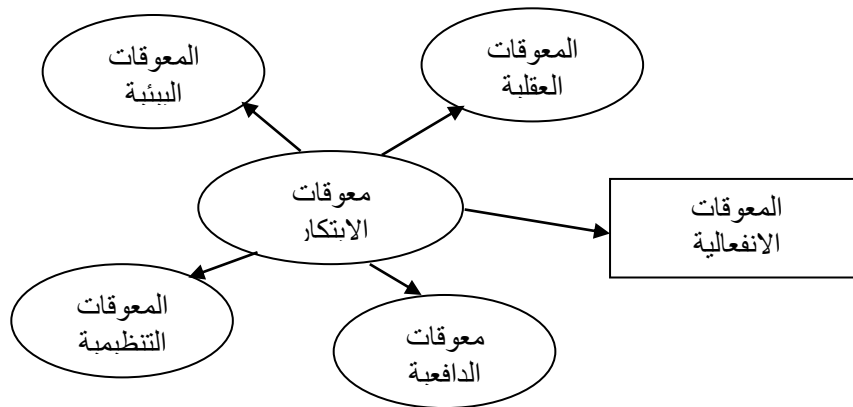 المعوقات
العقلية
المعوقات
البيئية
معوقات
الابتكار
المعوقات
الانفعالية
المعوقات
التنظيمية
معوقات
الدافعية